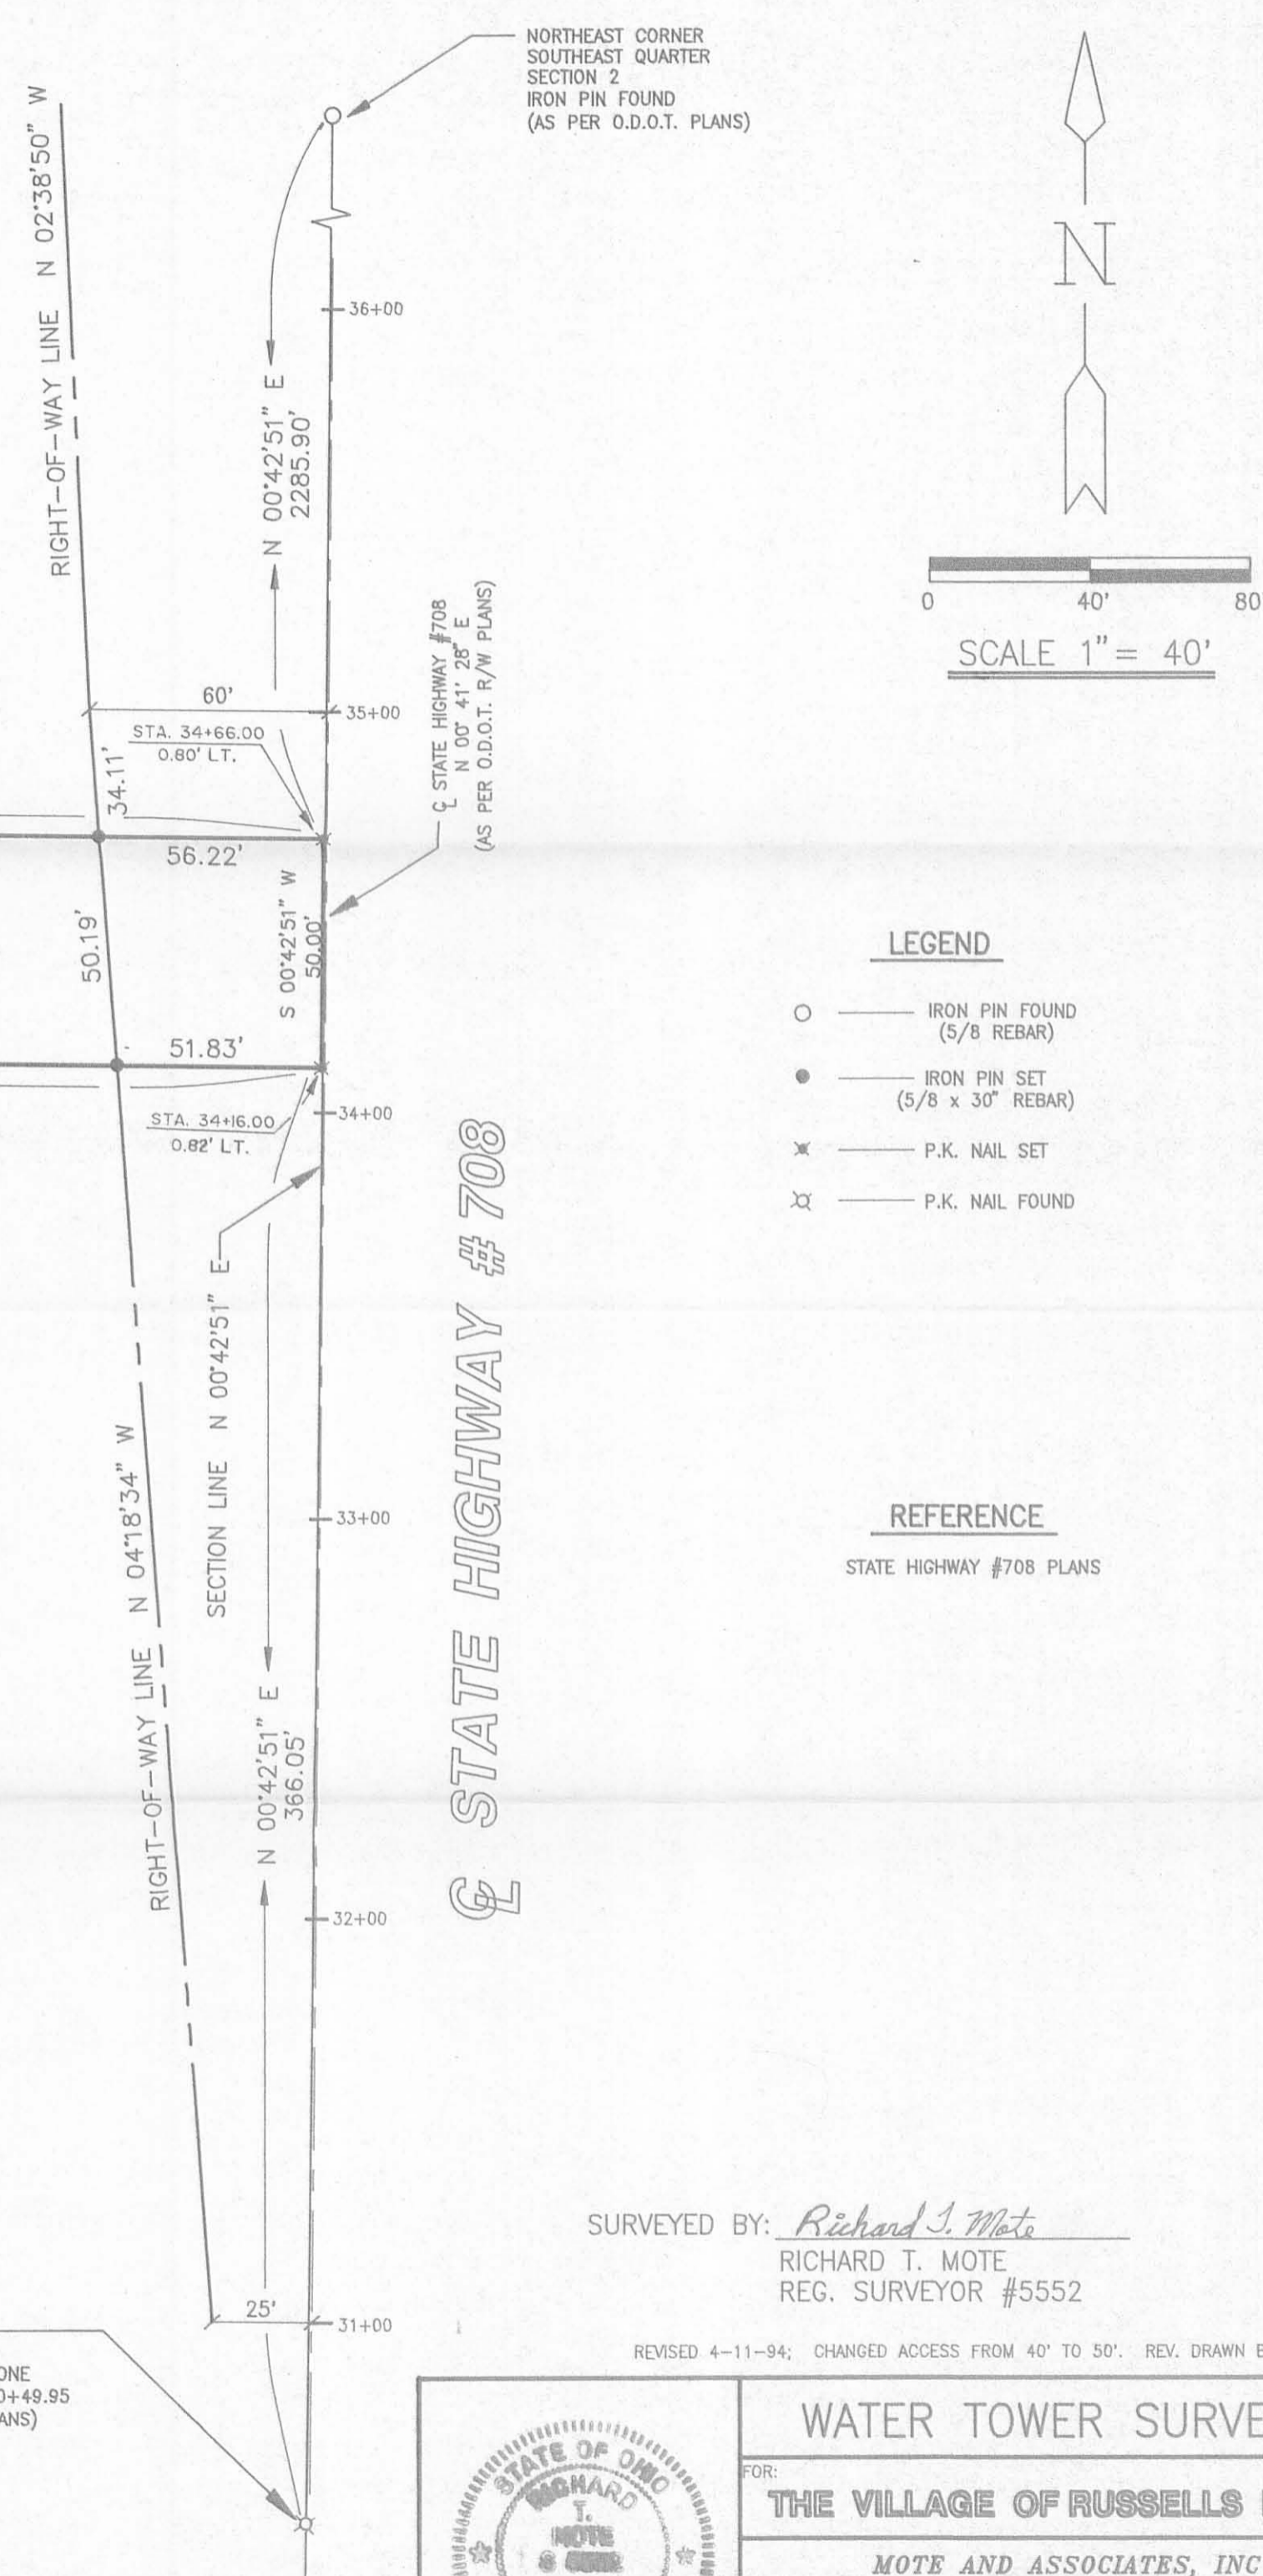 NORTHEAST CORNER
SOUTHEAST QUARTER
SECTION 2
IRON PIN FOUND
(AS PER O.D.O.T. PLANS)
RIGHT-OF-WAY LINE N 02°38'50" W
36+00
N 00°42'51" E
2285.90'
N
0 40' 80
SCALE 1" = 40'
℄ STATE HIGHWAY #708
N 00° 41' 28" E
(AS PER O.D.O.T. R/W PLANS)
60'
35+00
STA. 34+66.00
0.80' LT.
34.11'
56.22'
50.19'
S 00°42'51" W
50.00'
51.83'
STA. 34+16.00
0.82' LT.
34+00
LEGEND
IRON PIN FOUND
(5/8 REBAR)
IRON PIN SET
(5/8 x 30" REBAR)
P.K. NAIL SET
P.K. NAIL FOUND
SECTION LINE N 00°42'51" E
RIGHT-OF-WAY LINE N 04°18'34" W
33+00
℄ STATE HIGHWAY #708
REFERENCE
STATE HIGHWAY #708 PLANS
N 00°42'51" E
366.05'
32+00
25'
31+00
SURVEYED BY: Richard T. Mote
RICHARD T. MOTE
REG. SURVEYOR #5552
REVISED 4-11-94; CHANGED ACCESS FROM 40' TO 50'. REV. DRAWN B
ONE
0+49.95
ANS)
STATE OF OHIO
RICHARD
T.
MOTE
WATER TOWER SURVE
FOR:
THE VILLAGE OF RUSSELLS
MOTE AND ASSOCIATES, INC